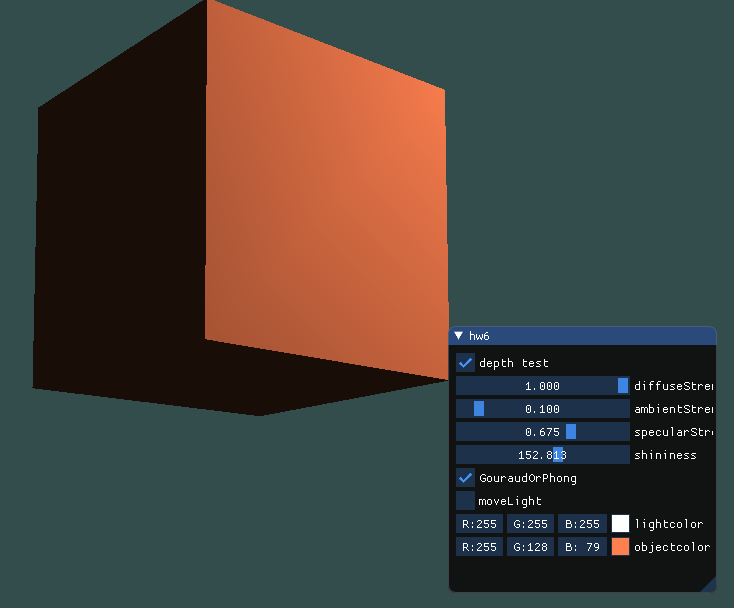 hw6
depth test
1.000 diffuseStre
0.100 ambientStre
0.675 specularStr
152.813 shininess
GouraudOrPhong
moveLight
R:255 G:255 B:255 lightcolor
R:255 G:128 B: 79 objectcolor